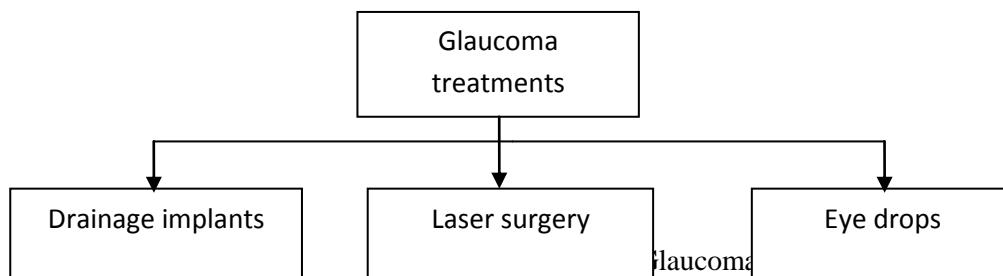 Glaucoma
treatments
Drainage implants
Laser surgery
Eye drops